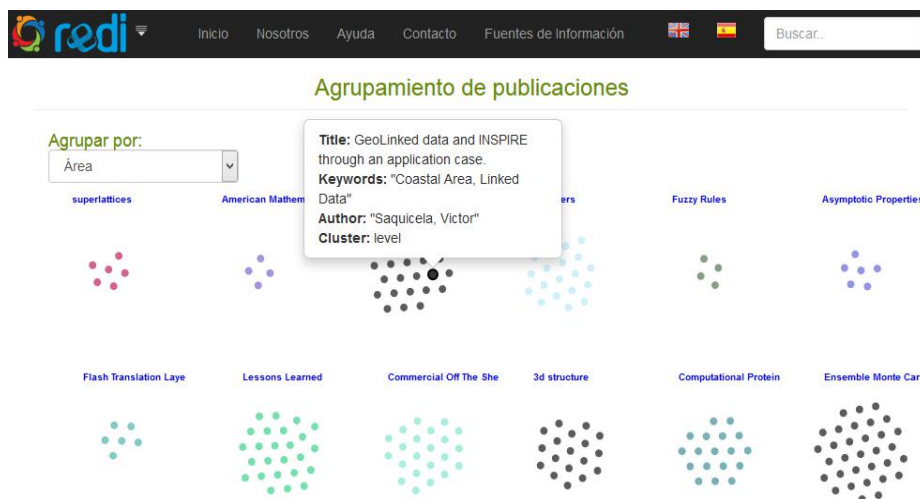 redi
Inicio Nosotros Ayuda Contacto Fuentes de Información Buscar..
Agrupamiento de publicaciones
Agrupar por:
Área
Title: GeoLinked data and INSPIRE
through an application case.
Keywords: "Coastal Area, Linked
Data"
Author: "Saquicela, Victor"
Cluster: level
superlattices American Mathem ers Fuzzy Rules Asymptotic Properties
Flash Translation Laye Lessons Learned Commercial Off The She 3d structure Computational Protein Ensemble Monte Car